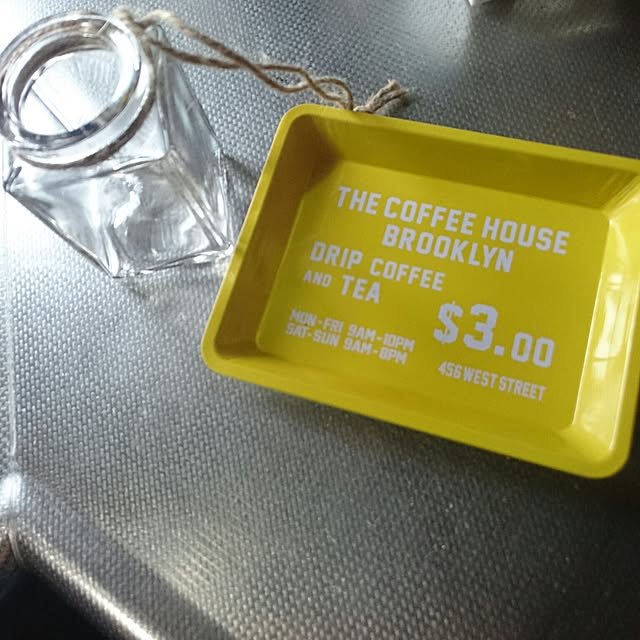 THE COFFEE HOUSE
BROOKLYN
DRIP COFFEE
AND TEA
$3.00
MON-FRI 9AM-10PM
SAT-SUN 9AM-8PM
456 WEST STREET